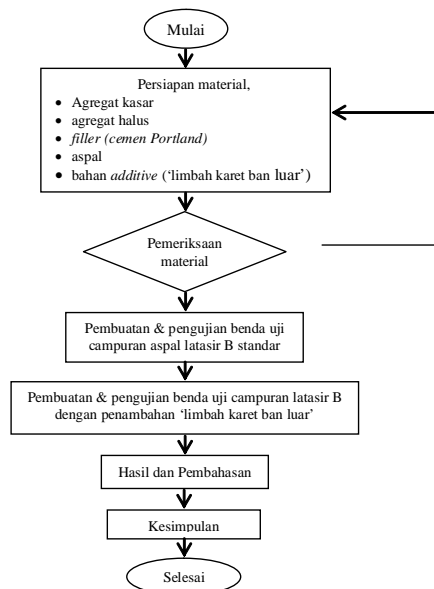 Mulai
Persiapan material,
• Agregat kasar
• agregat halus
• filler (cemen Portland)
• aspal
• bahan additive (‘limbah karet ban luar’)
Pemeriksaan
material
Pembuatan & pengujian benda uji
campuran aspal latasir B standar
Pembuatan & pengujian benda uji campuran latasir B
dengan penambahan ‘limbah karet ban luar’
Hasil dan Pembahasan
Kesimpulan
Selesai